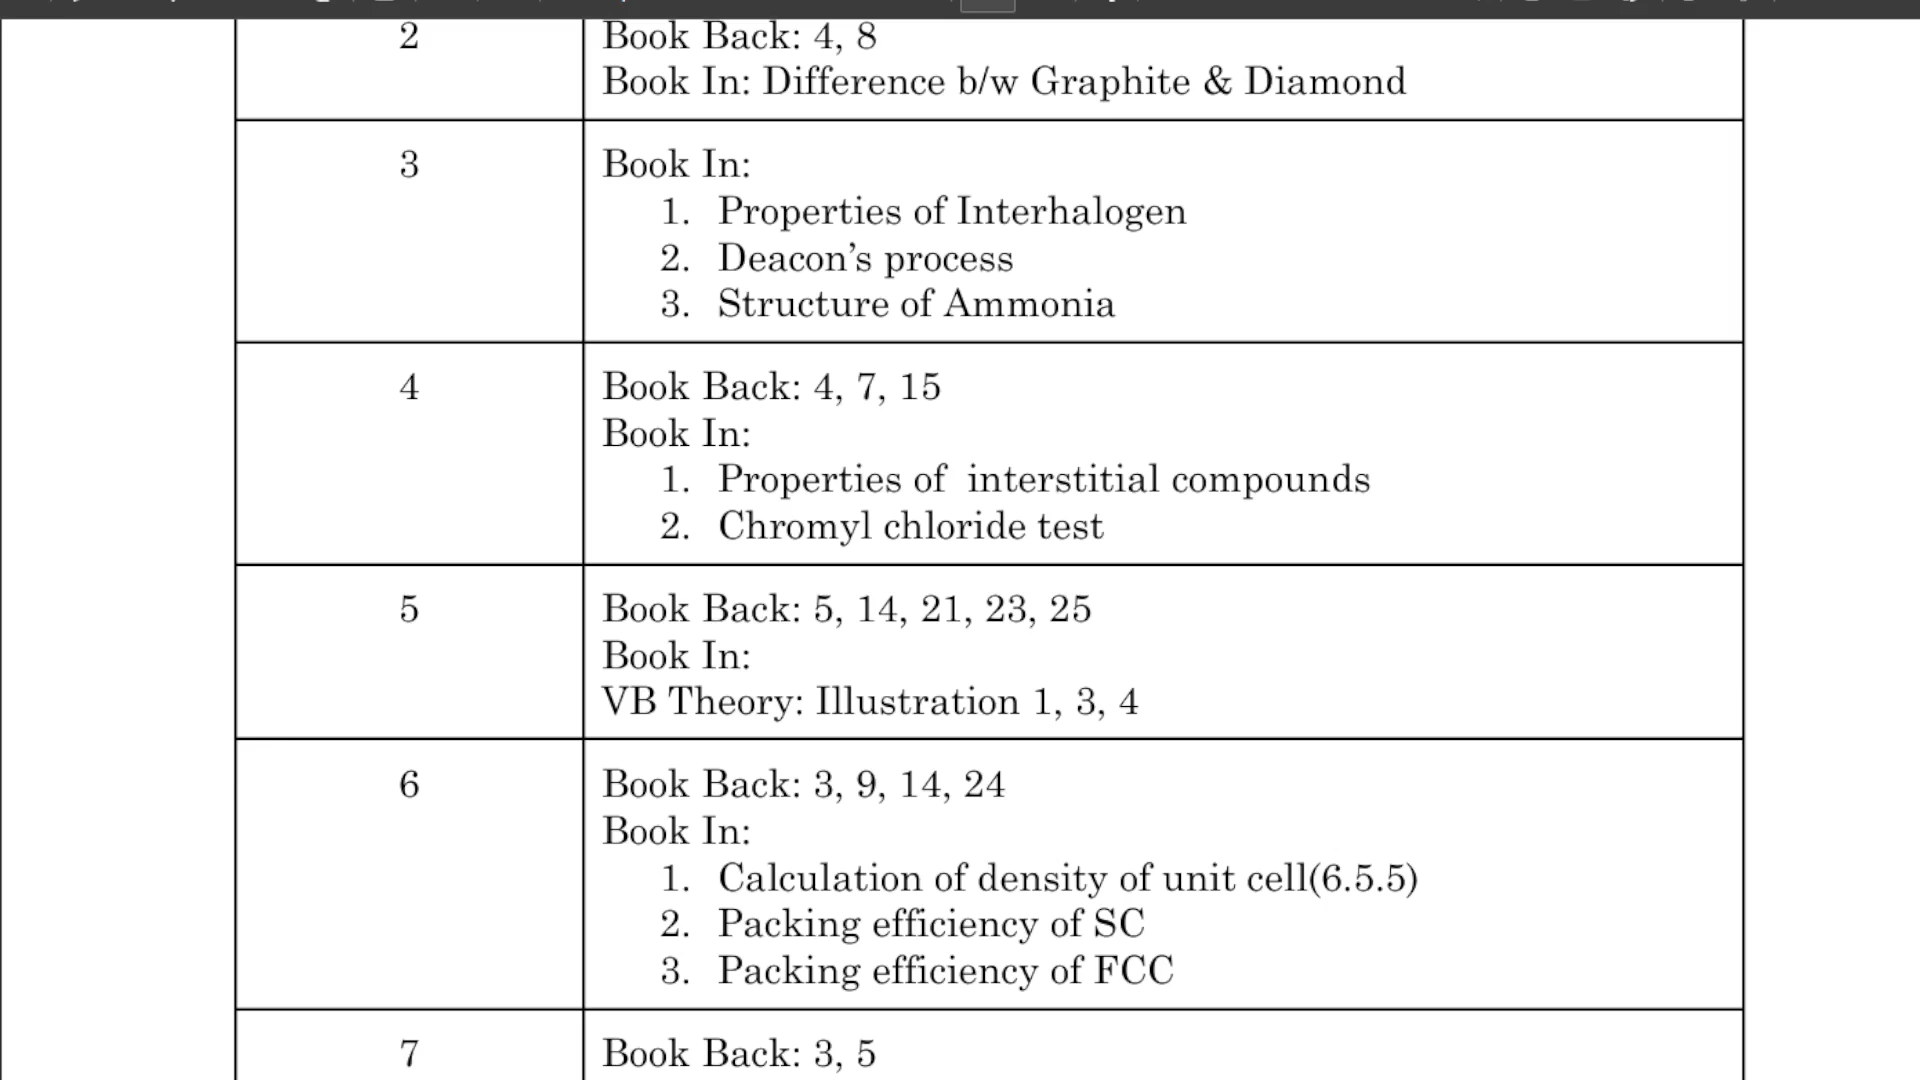 2
Book Back: 4, 8
Book In: Difference b/w Graphite & Diamond
3
Book In:
1. Properties of Interhalogen
2. Deacon’s process
3. Structure of Ammonia
4
Book Back: 4, 7, 15
Book In:
1. Properties of  interstitial compounds
2. Chromyl chloride test
5
Book Back: 5, 14, 21, 23, 25
Book In:
VB Theory: Illustration 1, 3, 4
6
Book Back: 3, 9, 14, 24
Book In:
1. Calculation of density of unit cell(6.5.5)
2. Packing efficiency of SC
3. Packing efficiency of FCC
7
Book Back: 3, 5